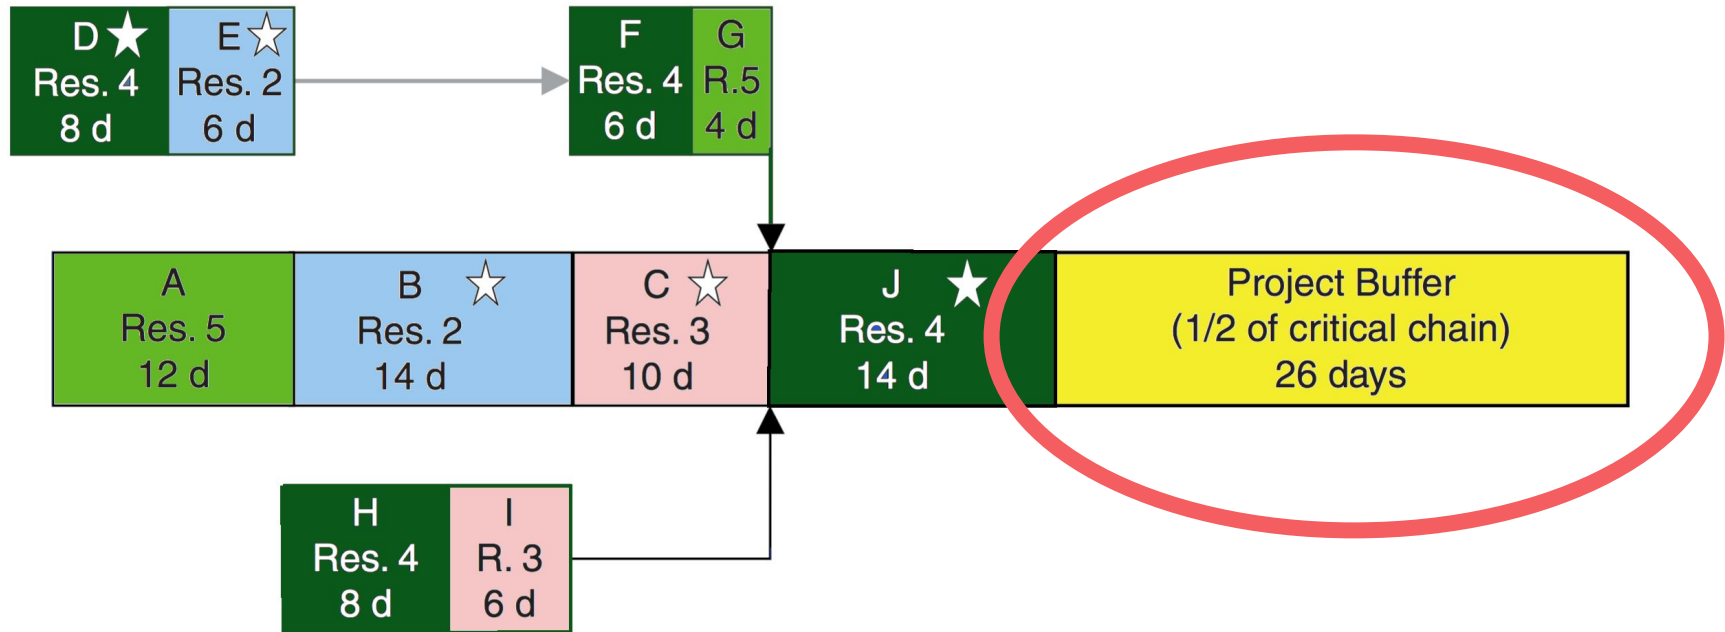 D
Res. 4
8 d
E
Res. 2
6 d
F
Res. 4
6 d
G
R.5
4 d
A
Res. 5
12 d
B
Res. 2
14 d
C
Res. 3
10 d
J
Res. 4
14 d
Project Buffer
(1/2 of critical chain)
26 days
H
Res. 4
8 d
I
R. 3
6 d